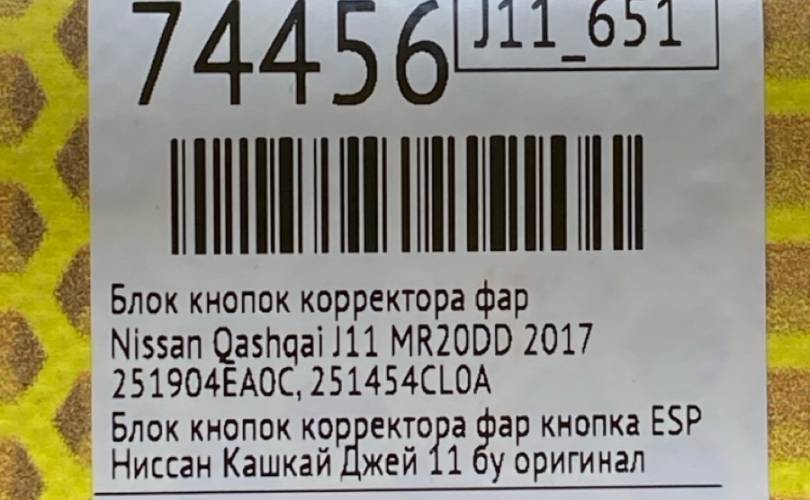 74456
J11_651
Блок кнопок корректора фар
Nissan Qashqai J11 MR20DD 2017
251904EA0C, 251454CL0A
Блок кнопок корректора фар кнопка ESP
Ниссан Кашкай Джей 11 бу оригинал